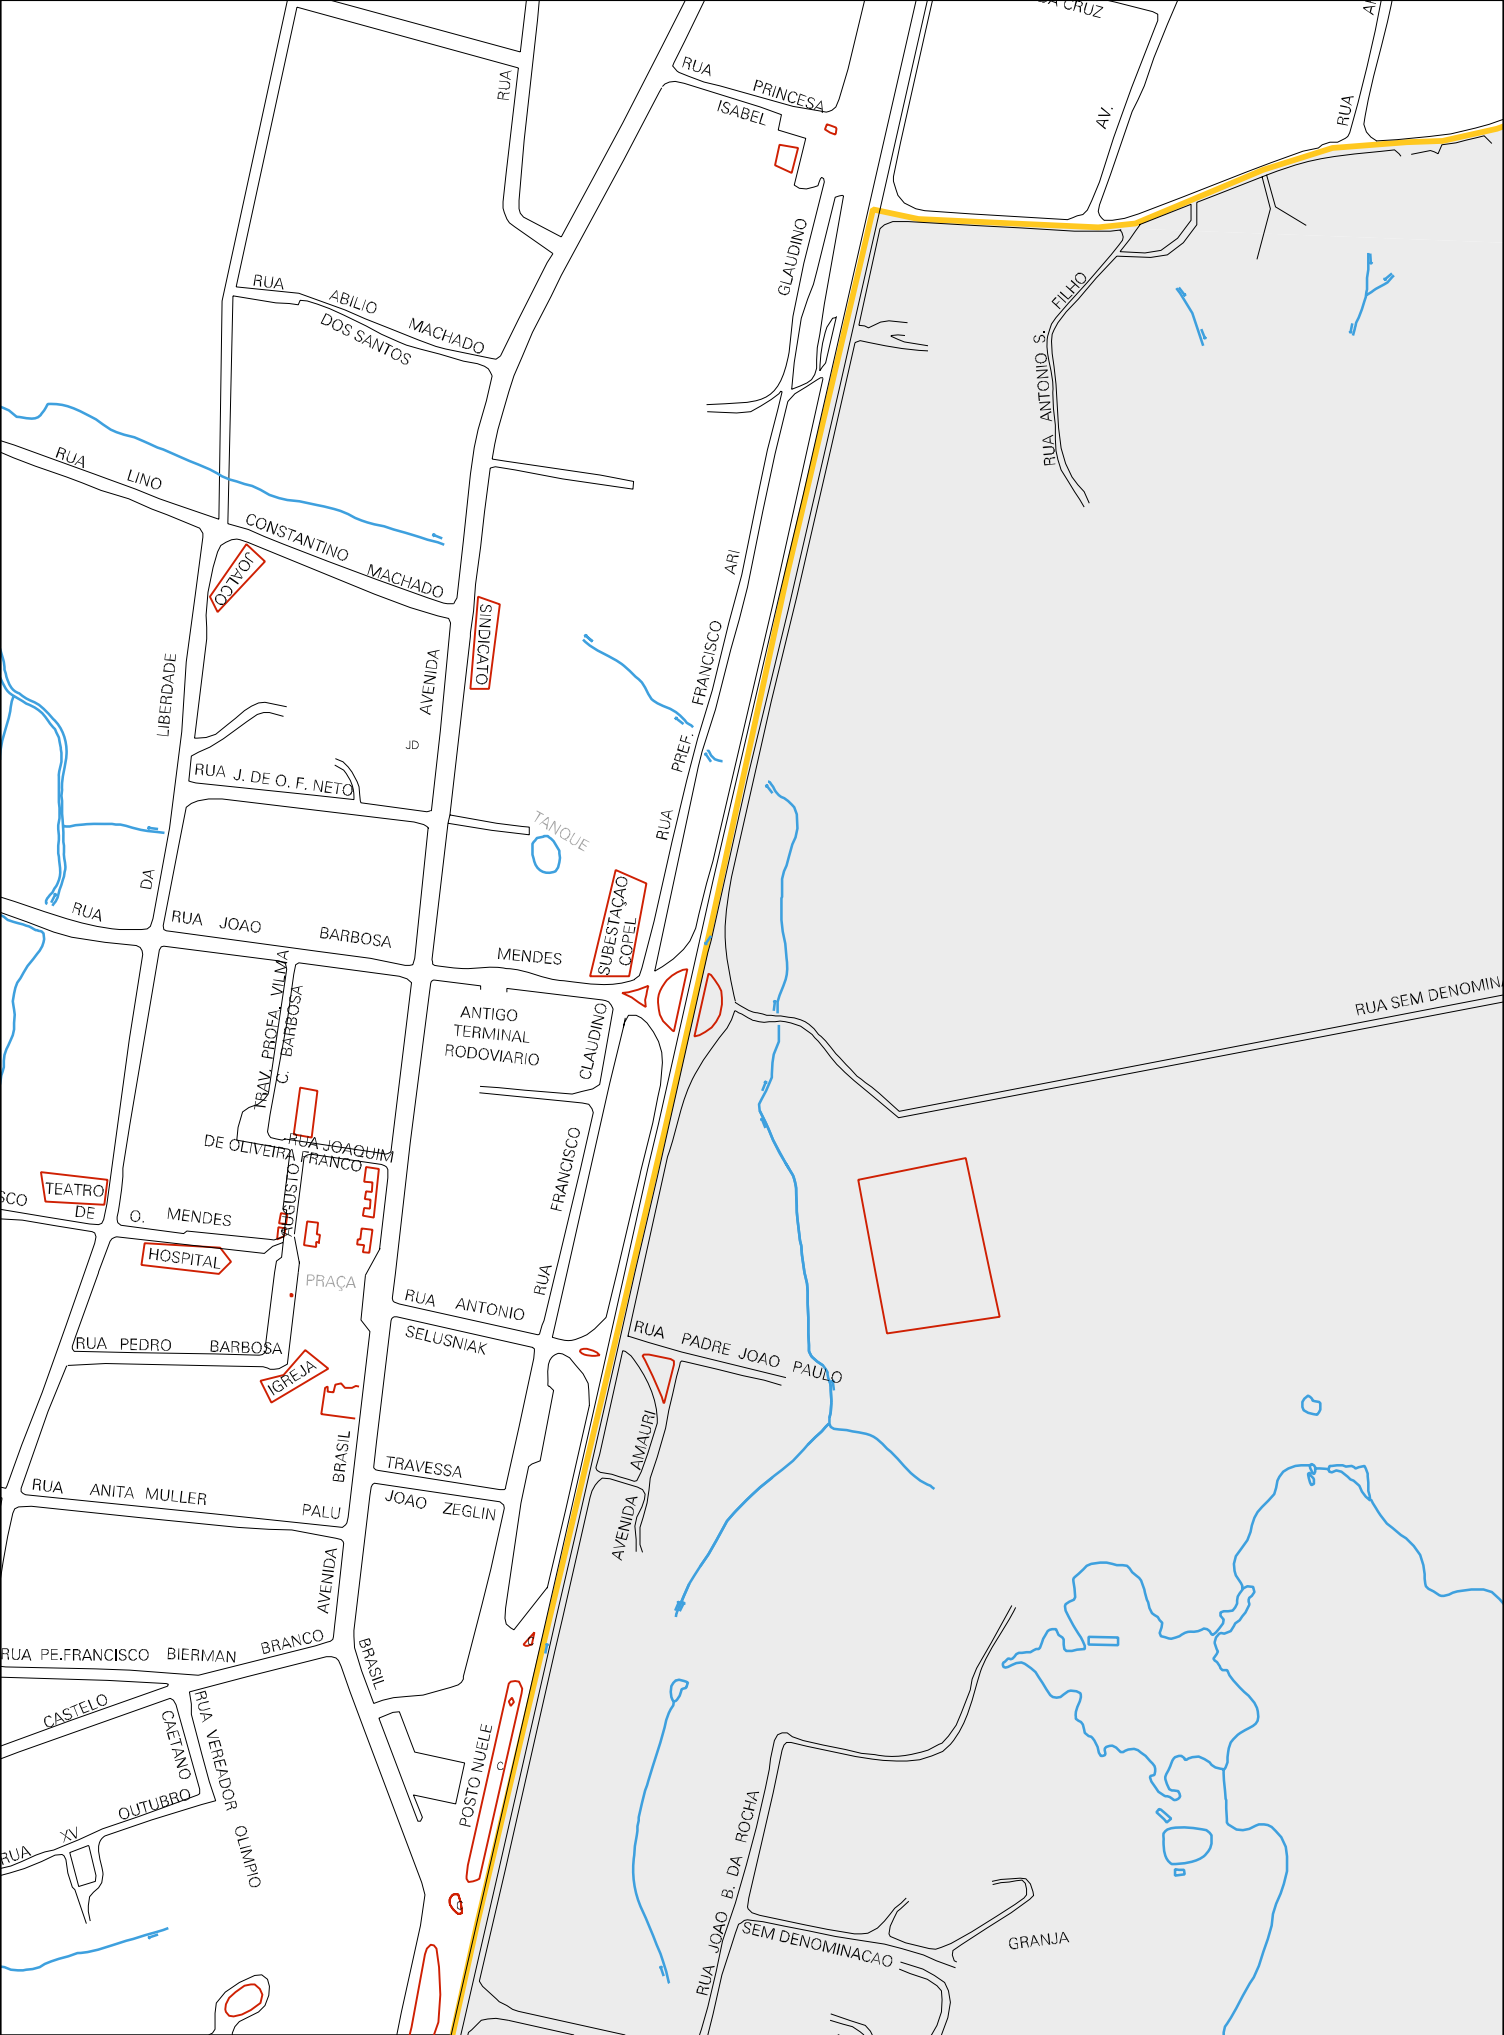 DA CRUZ
RUA
PRINCESA
ISABEL
RUA
AV.
RUA
GLAUDINO
RUA
ABILIO
MACHADO
DOS SANTOS
FILHO
RUA ANTONIO S.
RUA
LINO
CONSTANTINO
MACHADO
JOALCO
SINDICATO
ARI
FRANCISCO
PREF.
RUA
LIBERDADE
DA
RUA
AVENIDA
JD
RUA J. DE O. F. NETO
TANQUE
SUBESTAÇAO
COPEL
RUA JOAO
BARBOSA
MENDES
TRAV. PROFA. VILMA
C. BARBOSA
ANTIGO
TERMINAL
RODOVIARIO
CLAUDINO
FRANCISCO
RUA
RUA SEM DENOMINA
RUA JOAQUIM
DE OLIVEIRA FRANCO
AUGUSTO
TEATRO
SCO
DE
O.
MENDES
HOSPITAL
PRAÇA
RUA ANTONIO
SELUSNIAK
RUA PEDRO BARBOSA
IGREJA
RUA PADRE JOAO PAULO
AMAURI
AVENIDA
BRASIL
AVENIDA
TRAVESSA
JOAO ZEGLIN
RUA ANITA MULLER
PALU
RUA PE.FRANCISCO BIERMAN
BRANCO
CASTELO
BRASIL
CAETANO
RUA VEREADOR OLIMPIO
OUTUBRO
XV
RUA
POSTO NUELE
C
C
RUA JOAO B. DA ROCHA
SEM DENOMINACAO
GRANJA